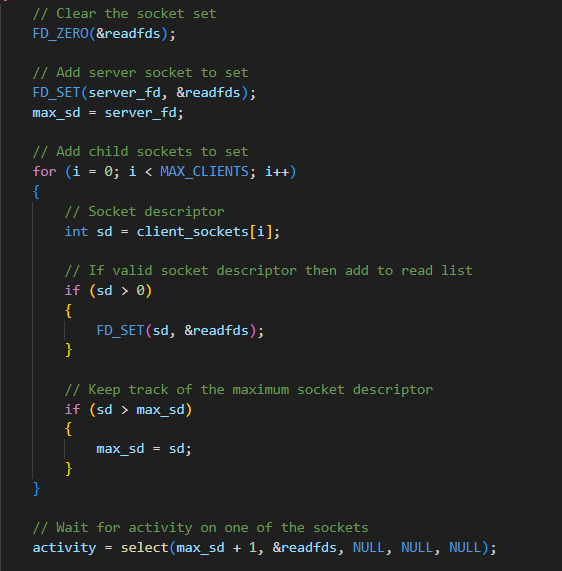 // Clear the socket set
FD_ZERO(&readfds);
// Add server socket to set
FD_SET(server_fd, &readfds);
max_sd = server_fd;
// Add child sockets to set
for (i = 0; i < MAX_CLIENTS; i++)
{
// Socket descriptor
int sd = client_sockets[i];
// If valid socket descriptor then add to read list
if (sd > 0)
{
FD_SET(sd, &readfds);
}
// Keep track of the maximum socket descriptor
if (sd > max_sd)
{
max_sd = sd;
}
}
// Wait for activity on one of the sockets
activity = select(max_sd + 1, &readfds, NULL, NULL, NULL);